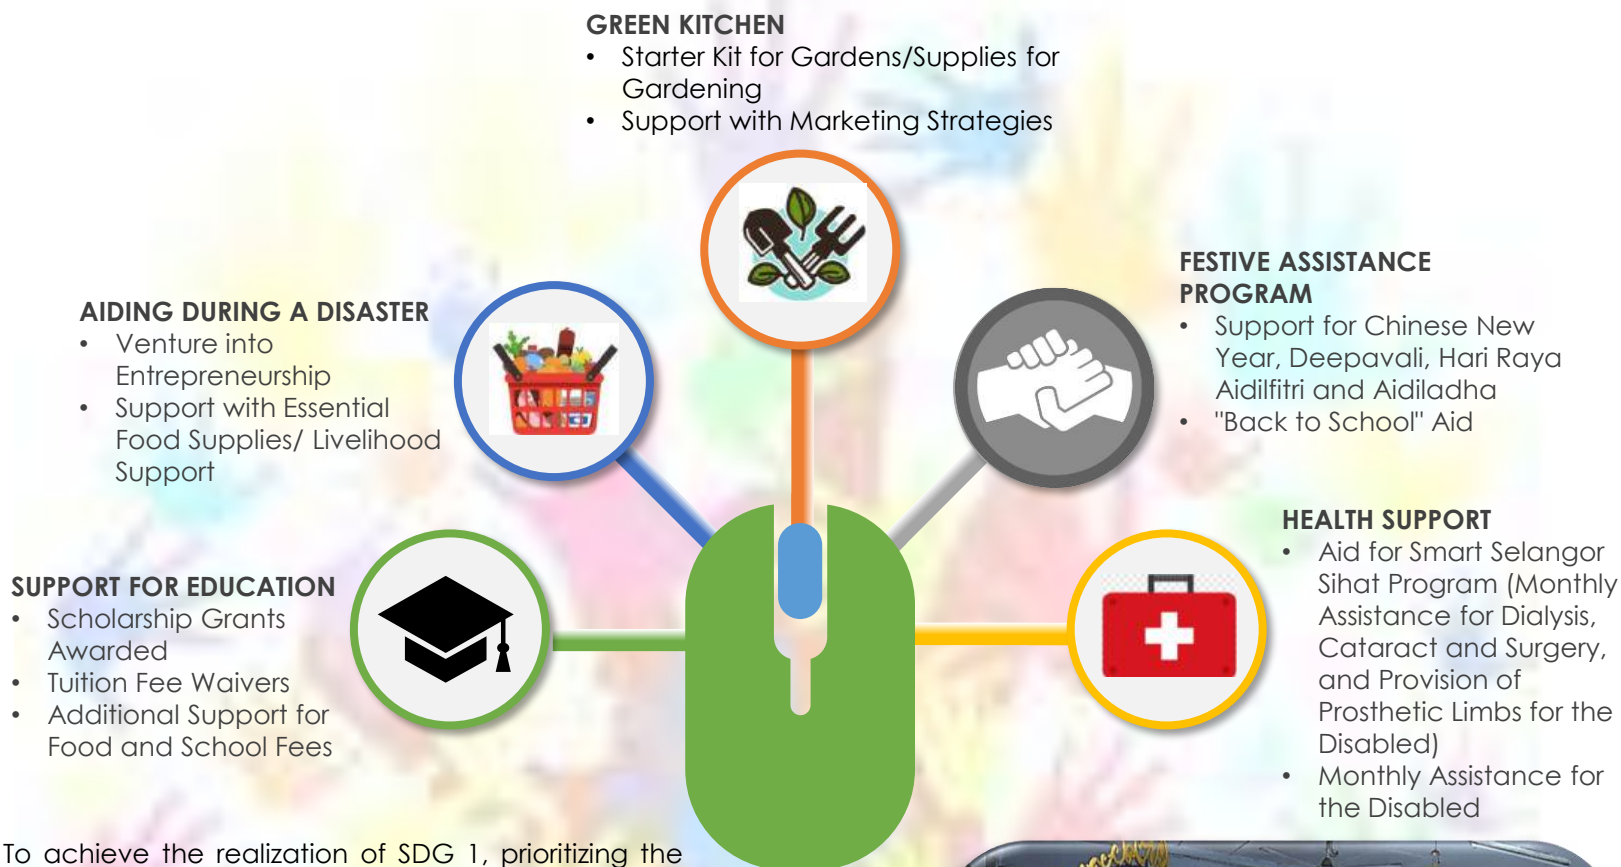 GREEN KITCHEN
• Starter Kit for Gardens/Supplies for
Gardening
• Support with Marketing Strategies
AIDING DURING A DISASTER
• Venture into
Entrepreneurship
• Support with Essential
Food Supplies/ Livelihood
Support
FESTIVE ASSISTANCE
PROGRAM
• Support for Chinese New
Year, Deepavali, Hari Raya
Aidilfitri and Aidiladha
• "Back to School" Aid
SUPPORT FOR EDUCATION
• Scholarship Grants
Awarded
• Tuition Fee Waivers
• Additional Support for
Food and School Fees
HEALTH SUPPORT
• Aid for Smart Selangor
Sihat Program (Monthly
Assistance for Dialysis,
Cataract and Surgery,
and Provision of
Prosthetic Limbs for the
Disabled)
• Monthly Assistance for
the Disabled
To achieve the realization of SDG 1, prioritizing the